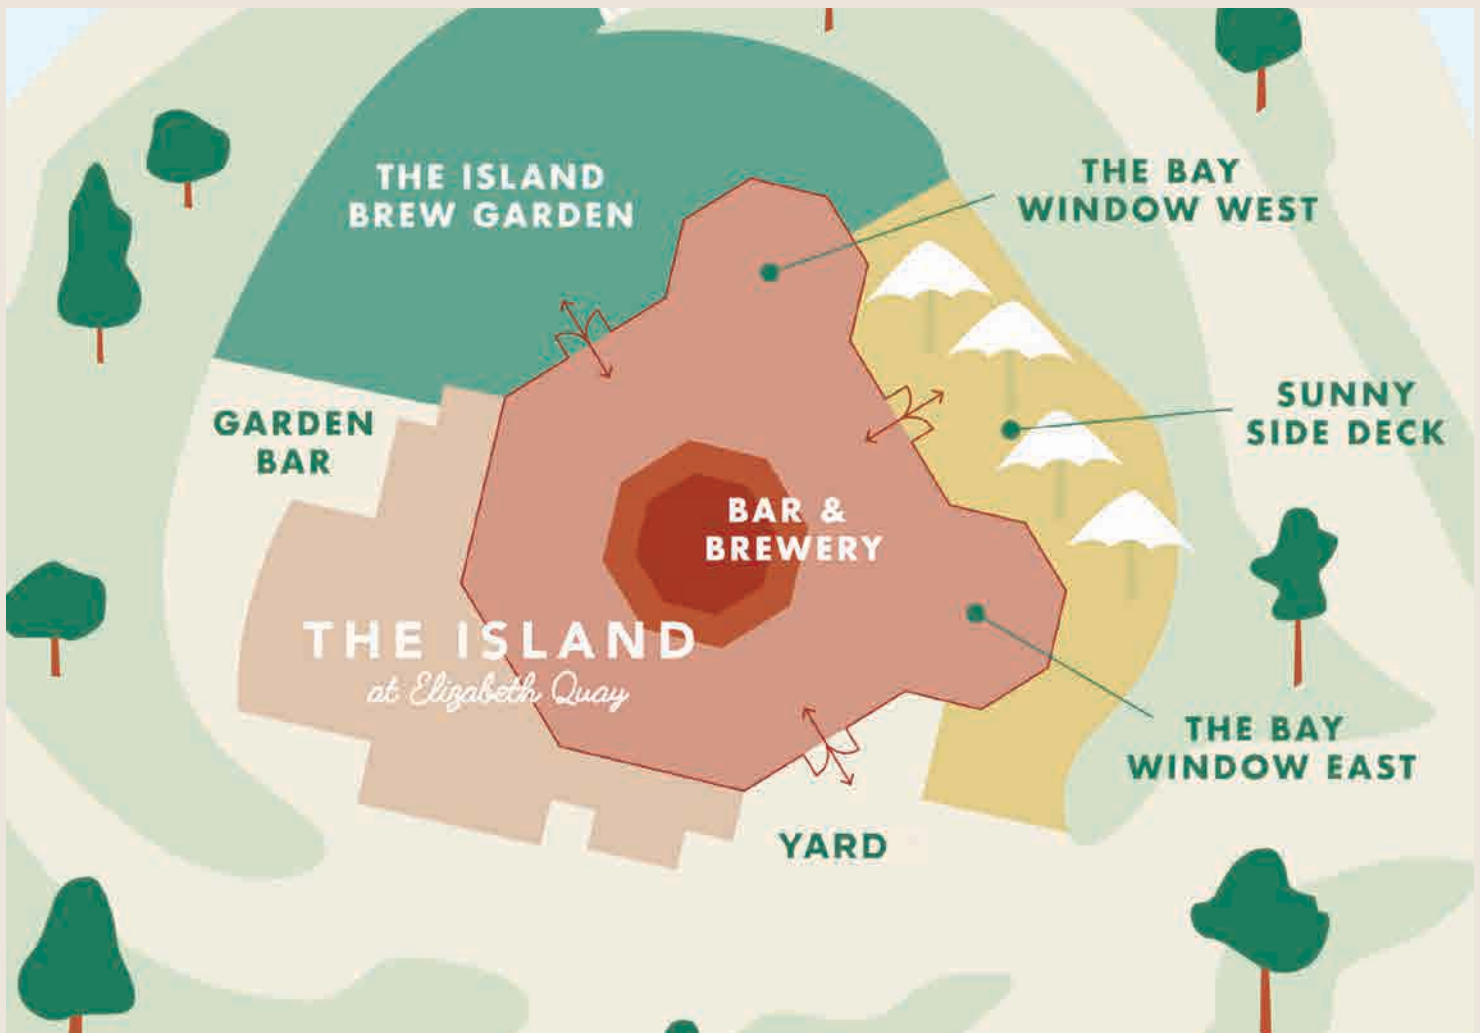 THE ISLAND
BREW GARDEN
THE BAY
WINDOW WEST
SUNNY
SIDE DECK
GARDEN
BAR
BAR &
BREWERY
THE ISLAND
at Elizabeth Quay
THE BAY
WINDOW EAST
YARD